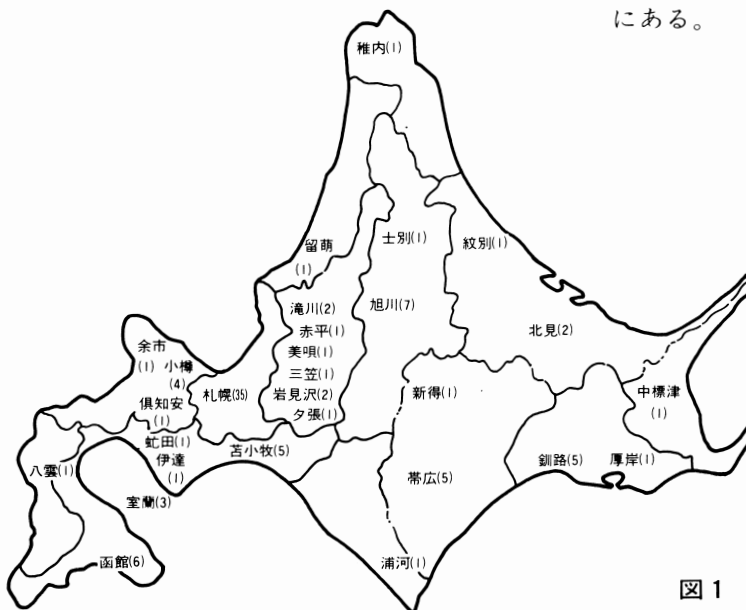 にある。
稚内(1)
留萌
(1)
士別(1)
紋別(1)
滝川(2)
赤平(1)
美唄(1)
三笠(1)
岩見沢(2)
夕張(1)
旭川(7)
北見(2)
余市
(1)
小樽
(4)
倶知安
(1)
札幌(35)
新得(1)
中標津
(1)
虻田(1)
伊達
(1)
苫小牧(5)
八雲(1)
室蘭(3)
帯広(5)
釧路(5)
厚岸(1)
函館(6)
浦河(1)
図1